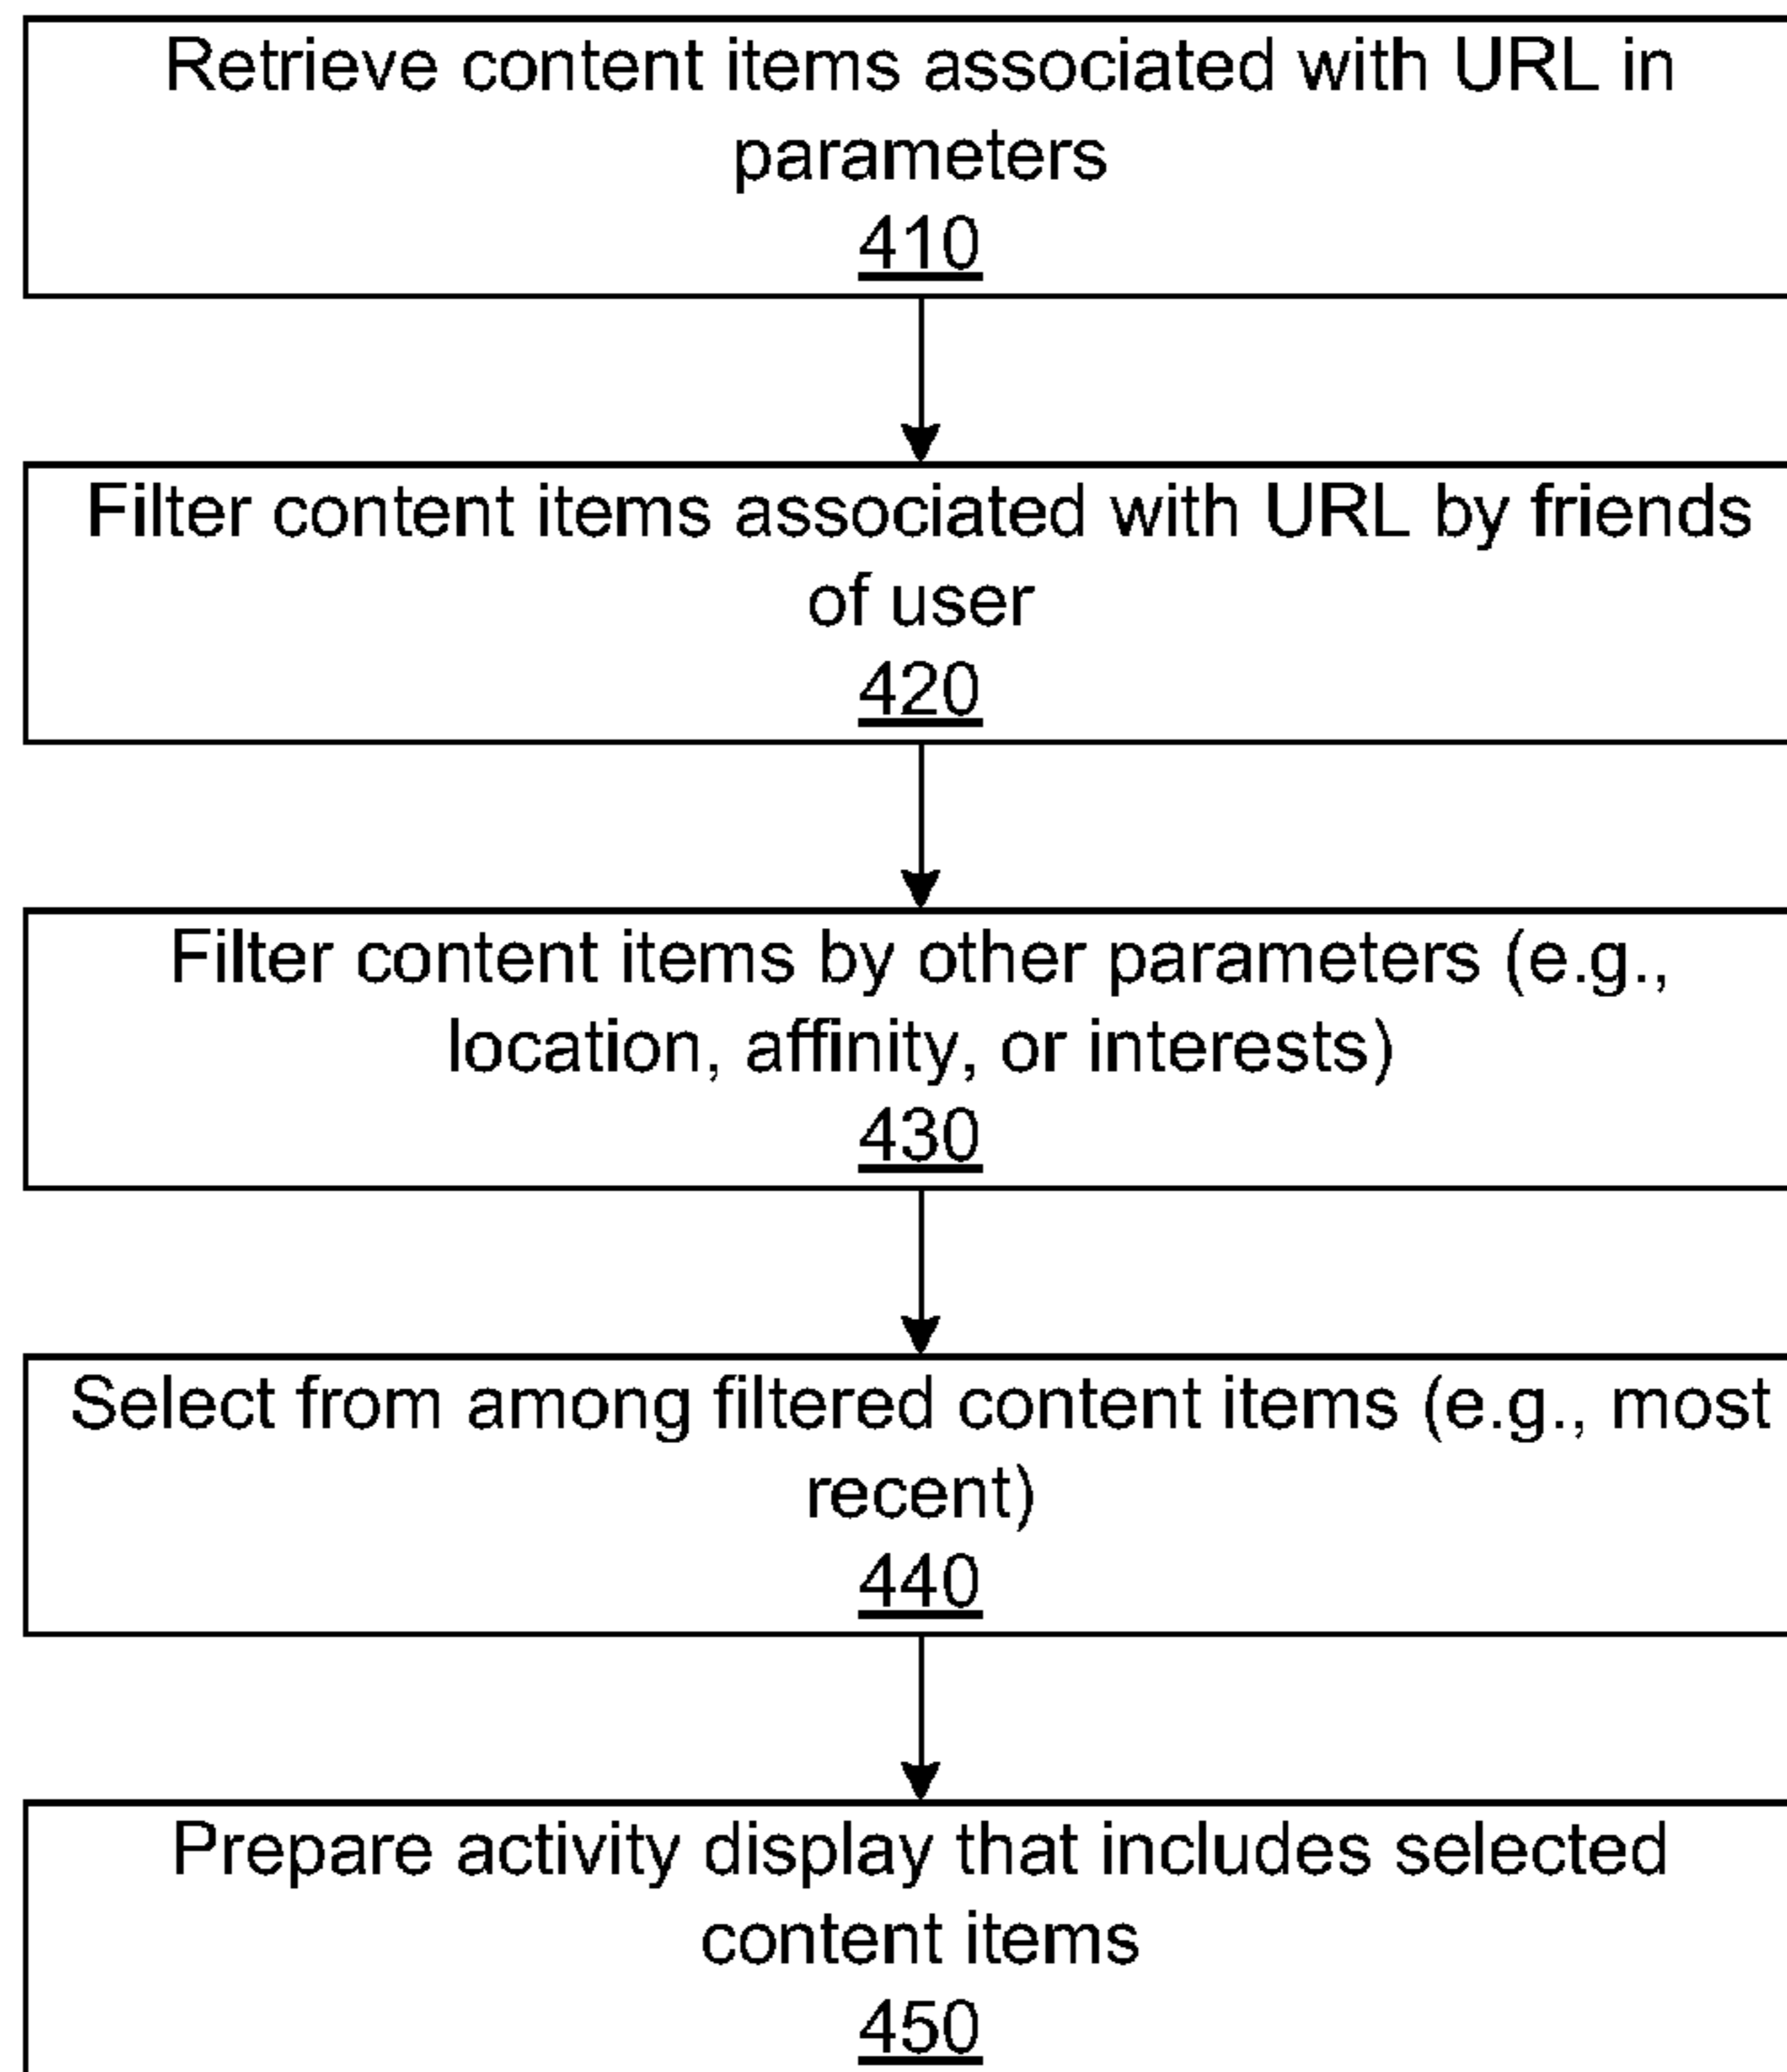 Retrieve content items associated with URL in
parameters
410
Filter content items associated with URL by friends
of user
420
Filter content items by other parameters (e.g.,
location, affinity, or interests)
430
Select from among filtered content items (e.g., most
recent)
440
Prepare activity display that includes selected
content items
450